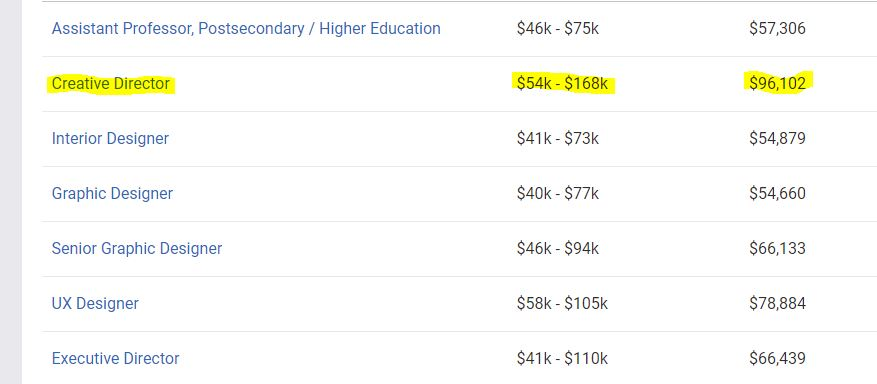 Assistant Professor, Postsecondary / Higher Education $46k - $75k $57,306
Creative Director $54k - $168k $96,102
Interior Designer $41k - $73k $54,879
Graphic Designer $40k - $77k $54,660
Senior Graphic Designer $46k - $94k $66,133
UX Designer $58k - $105k $78,884
Executive Director $41k - $110k $66,439